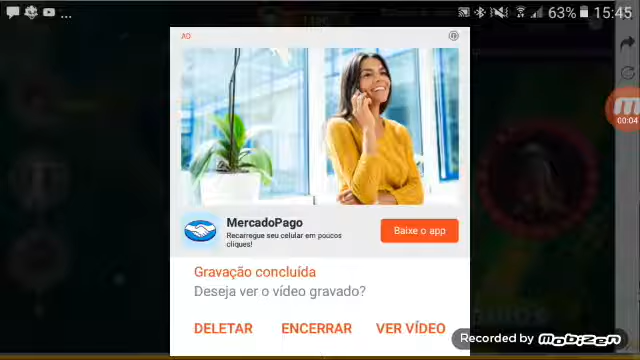 ...
63% 15:45
AD
MercadoPago
Recarregue seu celular em poucos
cliques!
Baixe o app
00:04
Gravação concluída
Deseja ver o vídeo gravado?
DELETAR ENCERRAR VER VÍDEO
Recorded by MOBIZEN